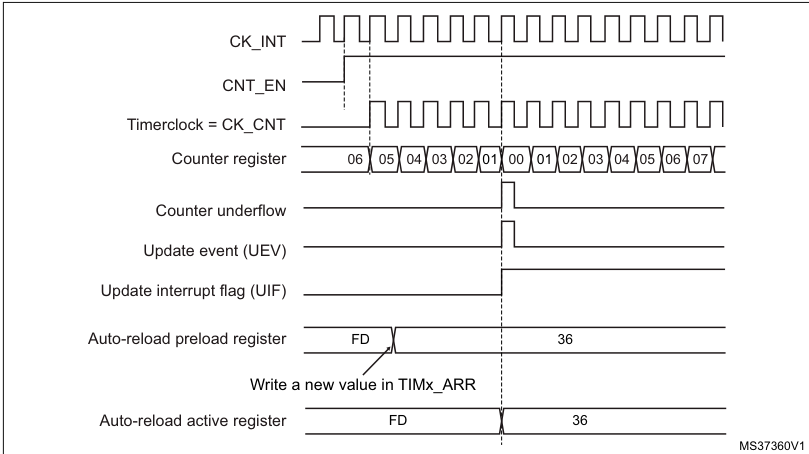 CK_INT
CNT_EN
Timerclock = CK_CNT
Counter register 06 05 04 03 02 01 00 01 02 03 04 05 06 07
Counter underflow
Update event (UEV)
Update interrupt flag (UIF)
Auto-reload preload register FD 36
Write a new value in TIMx_ARR
Auto-reload active register FD 36
MS37360V1